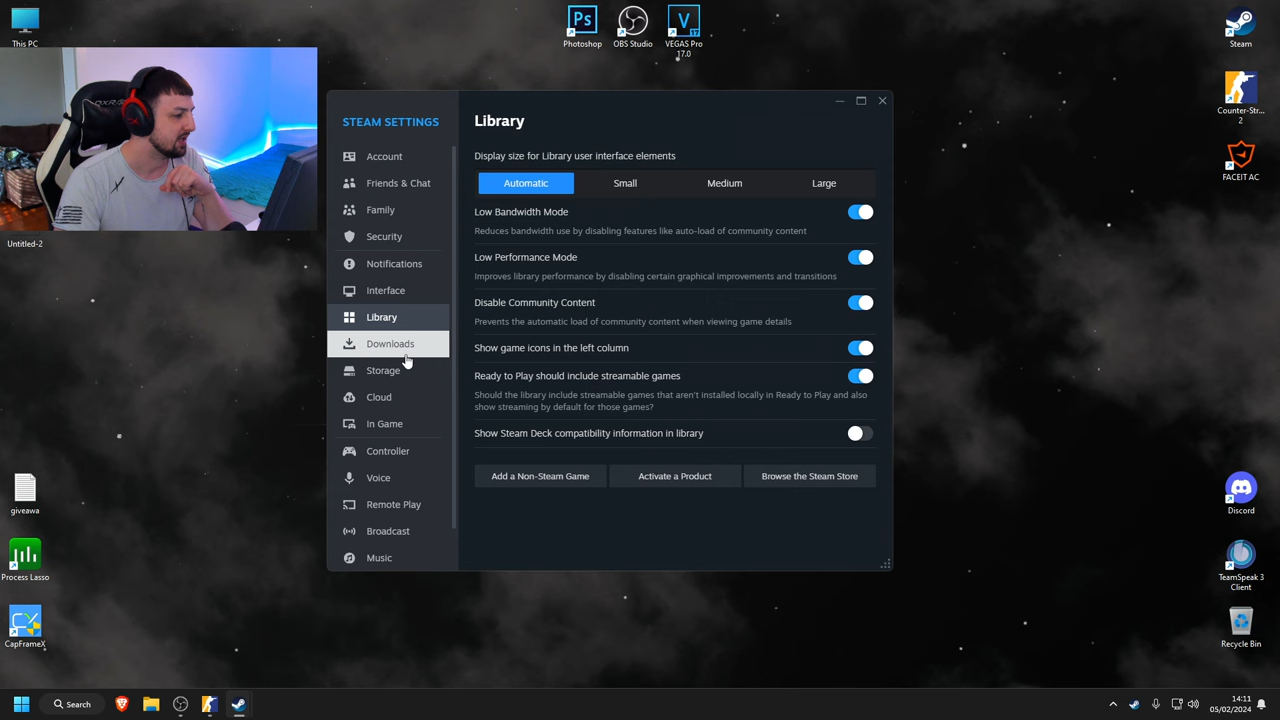 This PC
Ps
Photoshop
OBS Studio
V
17
VEGAS Pro
17.0
Steam
Counter-Str...
2
FACEIT AC
Untitled-2
STEAM SETTINGS
Account
Friends & Chat
Family
Security
Notifications
Interface
Library
Downloads
Storage
Cloud
In Game
Controller
Voice
Remote Play
Broadcast
Music
Library
Display size for Library user interface elements
Automatic Small Medium Large
Low Bandwidth Mode
Reduces bandwidth use by disabling features like auto-load of community content
Low Performance Mode
Improves library performance by disabling certain graphical improvements and transitions
Disable Community Content
Prevents the automatic load of community content when viewing game details
Show game icons in the left column
Ready to Play should include streamable games
Should the library include streamable games that aren't installed locally in Ready to Play and also
show streaming by default for those games?
Show Steam Deck compatibility information in library
Add a Non-Steam Game Activate a Product Browse the Steam Store
giveawa
Process Lasso
CapFrameX
Discord
TeamSpeak 3
Client
Recycle Bin
Search
14:11
05/02/2024